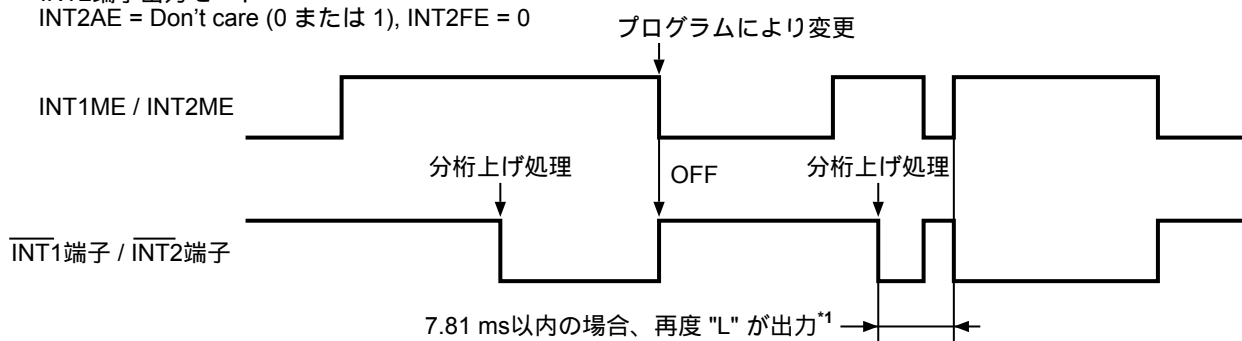 INT2AE = Don't care (0 または 1), INT2FE = 0
プログラムにより変更
INT1ME / INT2ME
分桁上げ処理
OFF
分桁上げ処理
INT1端子 / INT2端子
7.81 ms以内の場合、再度 "L" が出力*1